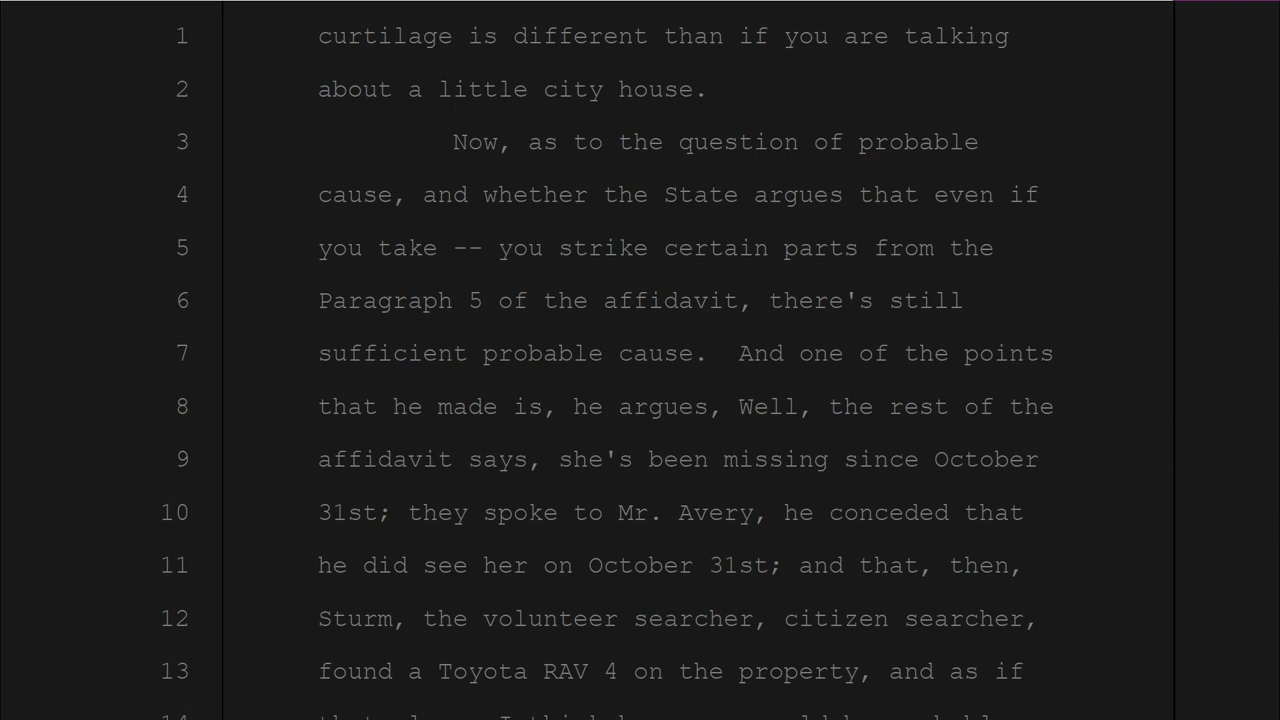 1 curtilage is different than if you are talking
2 about a little city house.
3 Now, as to the question of probable
4 cause, and whether the State argues that even if
5 you take -- you strike certain parts from the
6 Paragraph 5 of the affidavit, there's still
7 sufficient probable cause.  And one of the points
8 that he made is, he argues, Well, the rest of the
9 affidavit says, she's been missing since October
10 31st; they spoke to Mr. Avery, he conceded that
11 he did see her on October 31st; and that, then,
12 Sturm, the volunteer searcher, citizen searcher,
13 found a Toyota RAV 4 on the property, and as if